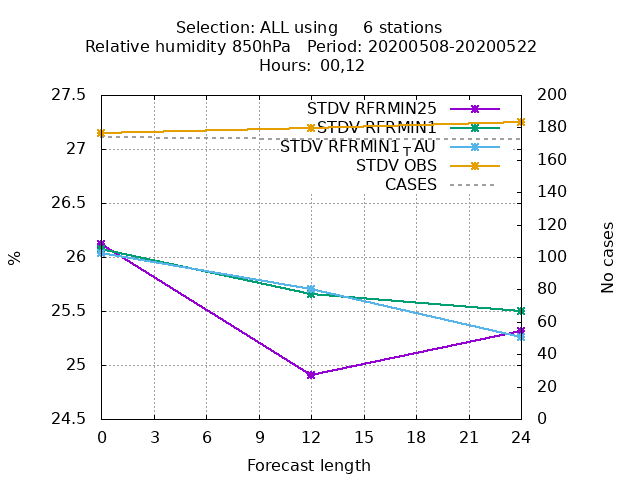 Selection: ALL using     6 stations
Relative humidity 850hPa   Period: 20200508-20200522
Hours:  00,12
27.5
27
26.5
26
25.5
25
24.5
%
STDV RFRMIN25
STDV RFRMIN1
STDV RFRMIN1_AU
STDV OBS
CASES
200
180
160
140
120
100
80
60
40
20
0
No cases
0 3 6 9 12 15 18 21 24
Forecast length